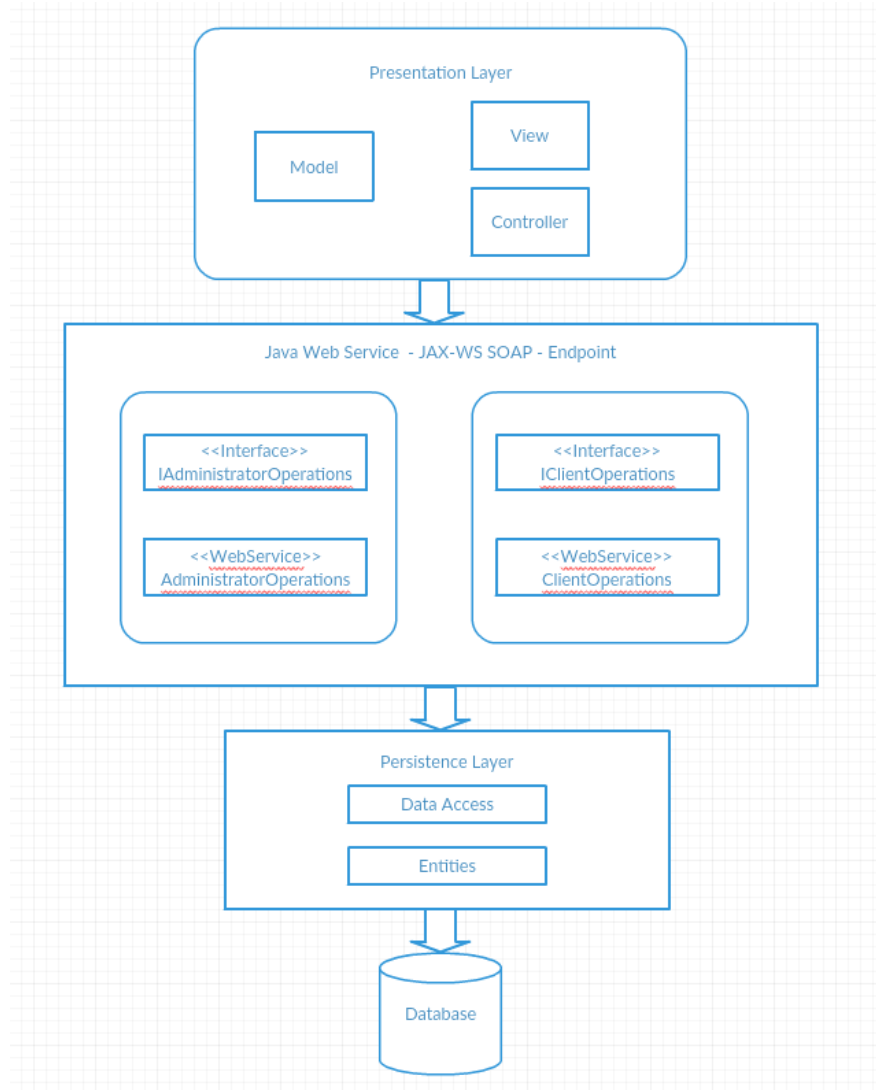 Presentation Layer
View
Model
Controller
Java Web Service  - JAX-WS SOAP - Endpoint
<<Interface>>
IAdministratorOperations
<<Interface>>
IClientOperations
<<WebService>>
AdministratorOperations
<<WebService>>
ClientOperations
Persistence Layer
Data Access
Entities
Database